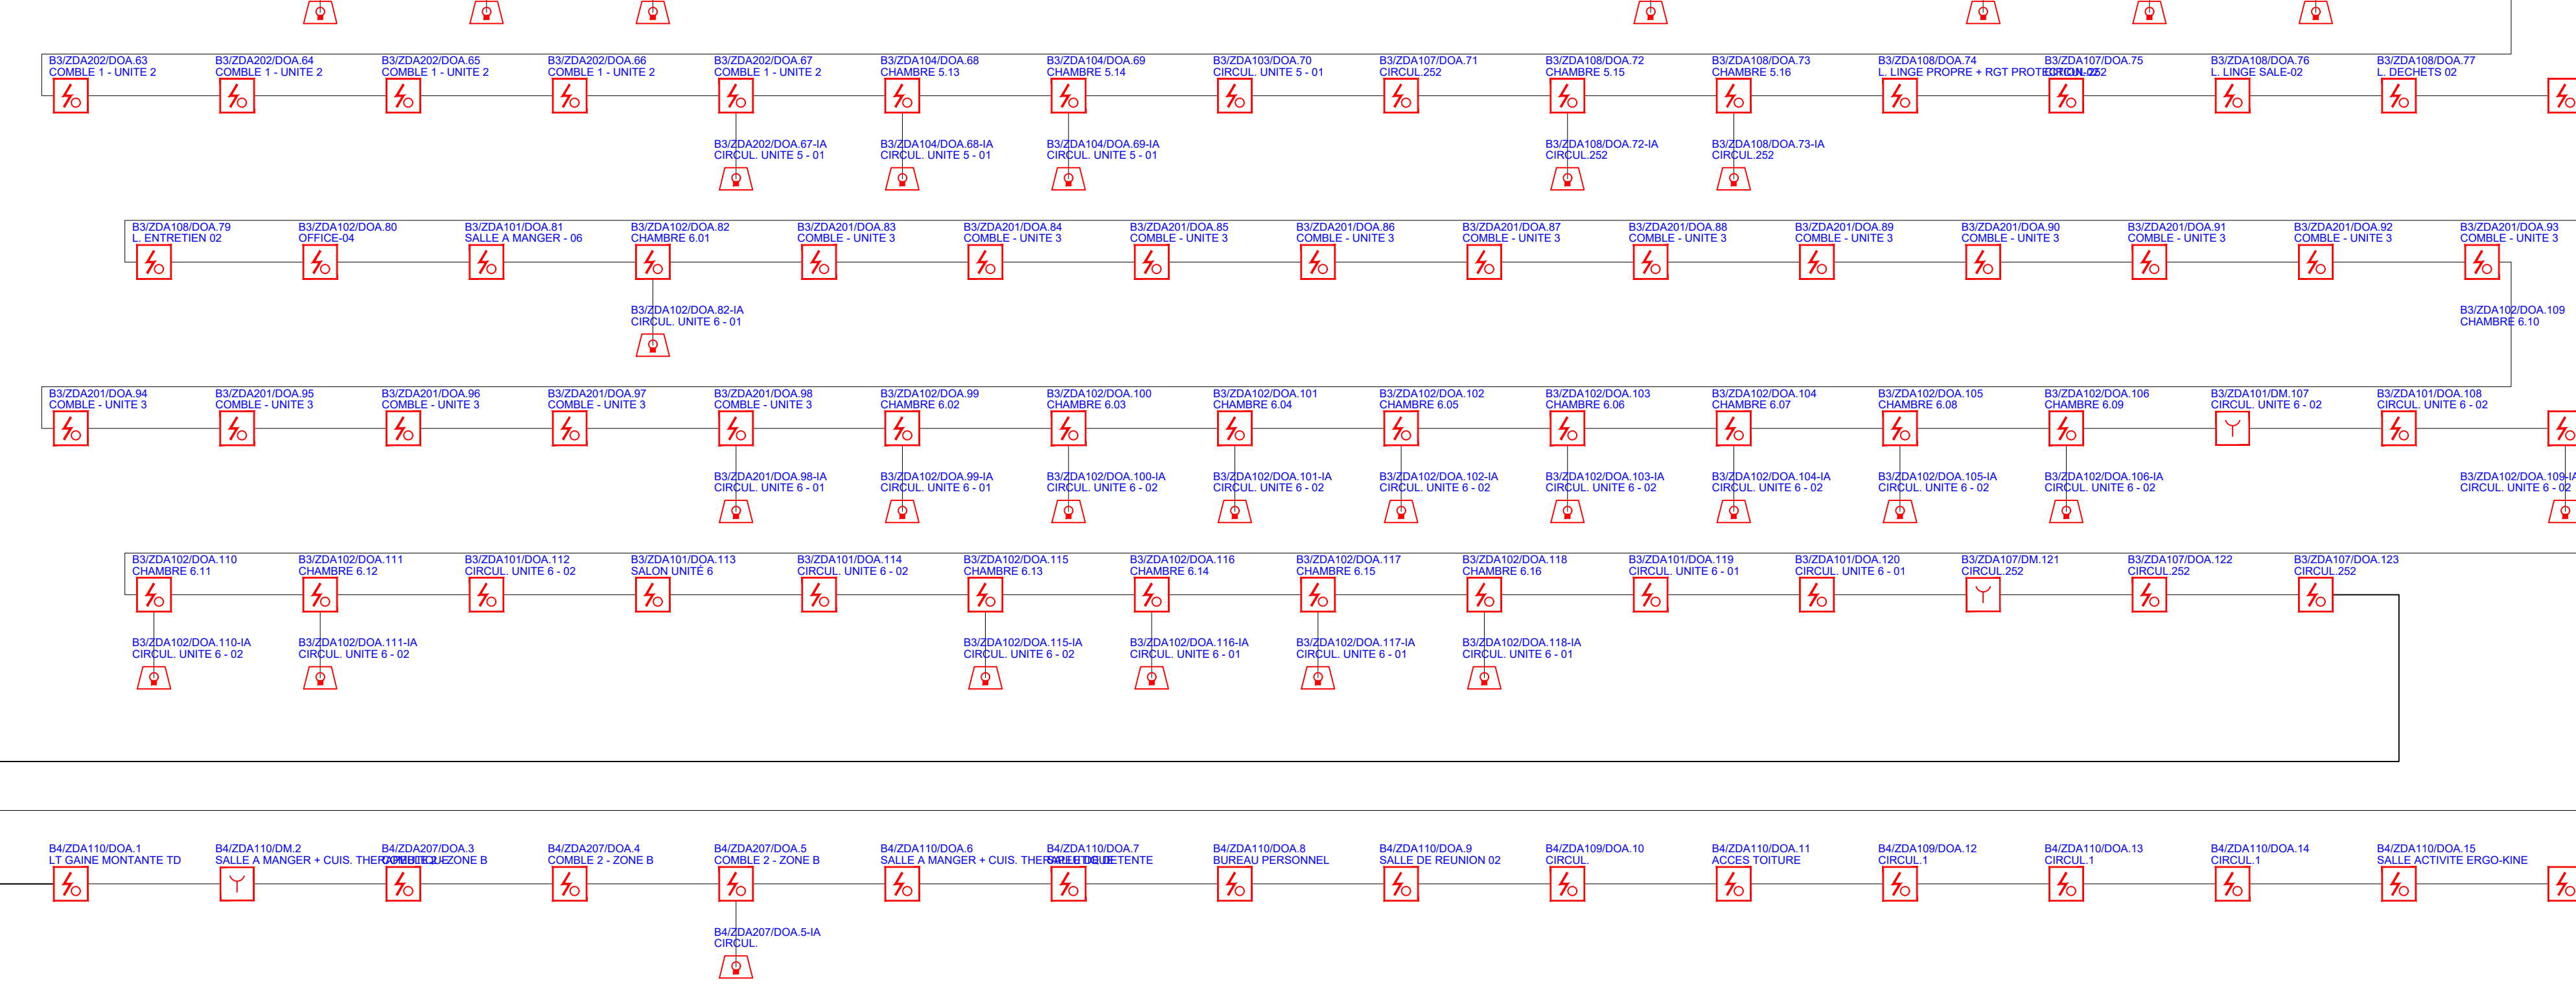 B3/ZDA202/DOA.63
COMBLE 1 - UNITE 2
B3/ZDA202/DOA.64
COMBLE 1 - UNITE 2
B3/ZDA202/DOA.65
COMBLE 1 - UNITE 2
B3/ZDA202/DOA.66
COMBLE 1 - UNITE 2
B3/ZDA202/DOA.67
COMBLE 1 - UNITE 2
B3/ZDA104/DOA.68
CHAMBRE 5.13
B3/ZDA104/DOA.69
CHAMBRE 5.14
B3/ZDA103/DOA.70
CIRCUL. UNITE 5 - 01
B3/ZDA107/DOA.71
CIRCUL.252
B3/ZDA108/DOA.72
CHAMBRE 5.15
B3/ZDA108/DOA.73
CHAMBRE 5.16
B3/ZDA108/DOA.74
L. LINGE PROPRE + RGT PROTECTION-02
B3/ZDA107/DOA.75
CIRCUL.252
B3/ZDA108/DOA.76
L. LINGE SALE-02
B3/ZDA108/DOA.77
L. DECHETS 02
B3/ZDA202/DOA.67-IA
CIRCUL. UNITE 5 - 01
B3/ZDA104/DOA.68-IA
CIRCUL. UNITE 5 - 01
B3/ZDA104/DOA.69-IA
CIRCUL. UNITE 5 - 01
B3/ZDA108/DOA.72-IA
CIRCUL.252
B3/ZDA108/DOA.73-IA
CIRCUL.252
B3/ZDA108/DOA.79
L. ENTRETIEN 02
B3/ZDA102/DOA.80
OFFICE-04
B3/ZDA101/DOA.81
SALLE A MANGER - 06
B3/ZDA102/DOA.82
CHAMBRE 6.01
B3/ZDA201/DOA.83
COMBLE - UNITE 3
B3/ZDA201/DOA.84
COMBLE - UNITE 3
B3/ZDA201/DOA.85
COMBLE - UNITE 3
B3/ZDA201/DOA.86
COMBLE - UNITE 3
B3/ZDA201/DOA.87
COMBLE - UNITE 3
B3/ZDA201/DOA.88
COMBLE - UNITE 3
B3/ZDA201/DOA.89
COMBLE - UNITE 3
B3/ZDA201/DOA.90
COMBLE - UNITE 3
B3/ZDA201/DOA.91
COMBLE - UNITE 3
B3/ZDA201/DOA.92
COMBLE - UNITE 3
B3/ZDA201/DOA.93
COMBLE - UNITE 3
B3/ZDA102/DOA.82-IA
CIRCUL. UNITE 6 - 01
B3/ZDA102/DOA.109
CHAMBRE 6.10
B3/ZDA201/DOA.94
COMBLE - UNITE 3
B3/ZDA201/DOA.95
COMBLE - UNITE 3
B3/ZDA201/DOA.96
COMBLE - UNITE 3
B3/ZDA201/DOA.97
COMBLE - UNITE 3
B3/ZDA201/DOA.98
COMBLE - UNITE 3
B3/ZDA102/DOA.99
CHAMBRE 6.02
B3/ZDA102/DOA.100
CHAMBRE 6.03
B3/ZDA102/DOA.101
CHAMBRE 6.04
B3/ZDA102/DOA.102
CHAMBRE 6.05
B3/ZDA102/DOA.103
CHAMBRE 6.06
B3/ZDA102/DOA.104
CHAMBRE 6.07
B3/ZDA102/DOA.105
CHAMBRE 6.08
B3/ZDA102/DOA.106
CHAMBRE 6.09
B3/ZDA101/DM.107
CIRCUL. UNITE 6 - 02
B3/ZDA101/DOA.108
CIRCUL. UNITE 6 - 02
B3/ZDA201/DOA.98-IA
CIRCUL. UNITE 6 - 01
B3/ZDA102/DOA.99-IA
CIRCUL. UNITE 6 - 01
B3/ZDA102/DOA.100-IA
CIRCUL. UNITE 6 - 02
B3/ZDA102/DOA.101-IA
CIRCUL. UNITE 6 - 02
B3/ZDA102/DOA.102-IA
CIRCUL. UNITE 6 - 02
B3/ZDA102/DOA.103-IA
CIRCUL. UNITE 6 - 02
B3/ZDA102/DOA.104-IA
CIRCUL. UNITE 6 - 02
B3/ZDA102/DOA.105-IA
CIRCUL. UNITE 6 - 02
B3/ZDA102/DOA.106-IA
CIRCUL. UNITE 6 - 02
B3/ZDA102/DOA.109-IA
CIRCUL. UNITE 6 - 02
B3/ZDA102/DOA.110
CHAMBRE 6.11
B3/ZDA102/DOA.111
CHAMBRE 6.12
B3/ZDA101/DOA.112
CIRCUL. UNITE 6 - 02
B3/ZDA101/DOA.113
SALON UNITÉ 6
B3/ZDA101/DOA.114
CIRCUL. UNITE 6 - 02
B3/ZDA102/DOA.115
CHAMBRE 6.13
B3/ZDA102/DOA.116
CHAMBRE 6.14
B3/ZDA102/DOA.117
CHAMBRE 6.15
B3/ZDA102/DOA.118
CHAMBRE 6.16
B3/ZDA101/DOA.119
CIRCUL. UNITE 6 - 01
B3/ZDA101/DOA.120
CIRCUL. UNITE 6 - 01
B3/ZDA107/DM.121
CIRCUL.252
B3/ZDA107/DOA.122
CIRCUL.252
B3/ZDA107/DOA.123
CIRCUL.252
B3/ZDA102/DOA.110-IA
CIRCUL. UNITE 6 - 02
B3/ZDA102/DOA.111-IA
CIRCUL. UNITE 6 - 02
B3/ZDA102/DOA.115-IA
CIRCUL. UNITE 6 - 02
B3/ZDA102/DOA.116-IA
CIRCUL. UNITE 6 - 01
B3/ZDA102/DOA.117-IA
CIRCUL. UNITE 6 - 01
B3/ZDA102/DOA.118-IA
CIRCUL. UNITE 6 - 01
B4/ZDA110/DOA.1
LT GAINE MONTANTE TD
B4/ZDA110/DM.2
SALLE A MANGER + CUIS. THERAPEUTIQUE
B4/ZDA207/DOA.3
COMBLE 2 - ZONE B
B4/ZDA207/DOA.4
COMBLE 2 - ZONE B
B4/ZDA207/DOA.5
COMBLE 2 - ZONE B
B4/ZDA110/DOA.6
SALLE A MANGER + CUIS. THERAPEUTIQUE
B4/ZDA110/DOA.7
SALLE DE DETENTE
B4/ZDA110/DOA.8
BUREAU PERSONNEL
B4/ZDA110/DOA.9
SALLE DE REUNION 02
B4/ZDA109/DOA.10
CIRCUL.
B4/ZDA110/DOA.11
ACCES TOITURE
B4/ZDA109/DOA.12
CIRCUL.1
B4/ZDA110/DOA.13
CIRCUL.1
B4/ZDA110/DOA.14
CIRCUL.1
B4/ZDA110/DOA.15
SALLE ACTIVITE ERGO-KINE
B4/ZDA207/DOA.5-IA
CIRCUL.